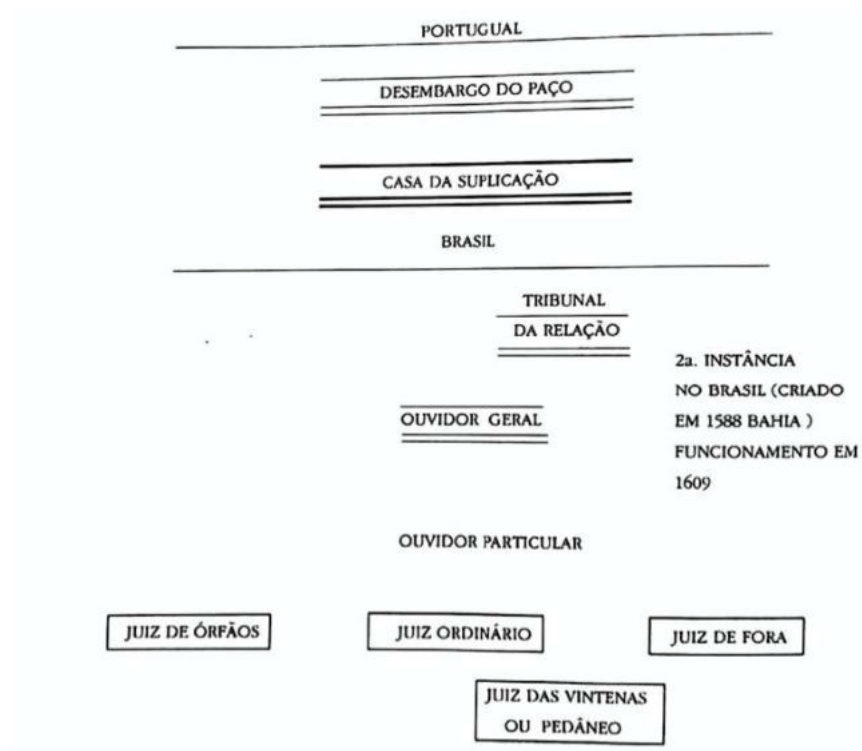 PORTUGUAL
DESEMBARGO DO PAÇO
CASA DA SUPLICAÇÃO
BRASIL
TRIBUNAL
DA RELAÇÃO
2a. INSTÂNCIA
NO BRASIL (CRIADO
EM 1588 BAHIA )
FUNCIONAMENTO EM
1609
OUVIDOR GERAL
OUVIDOR PARTICULAR
JUIZ DE ÓRFÃOS
JUIZ ORDINÁRIO
JUIZ DE FORA
JUIZ DAS VINTENAS
OU PEDÂNEO